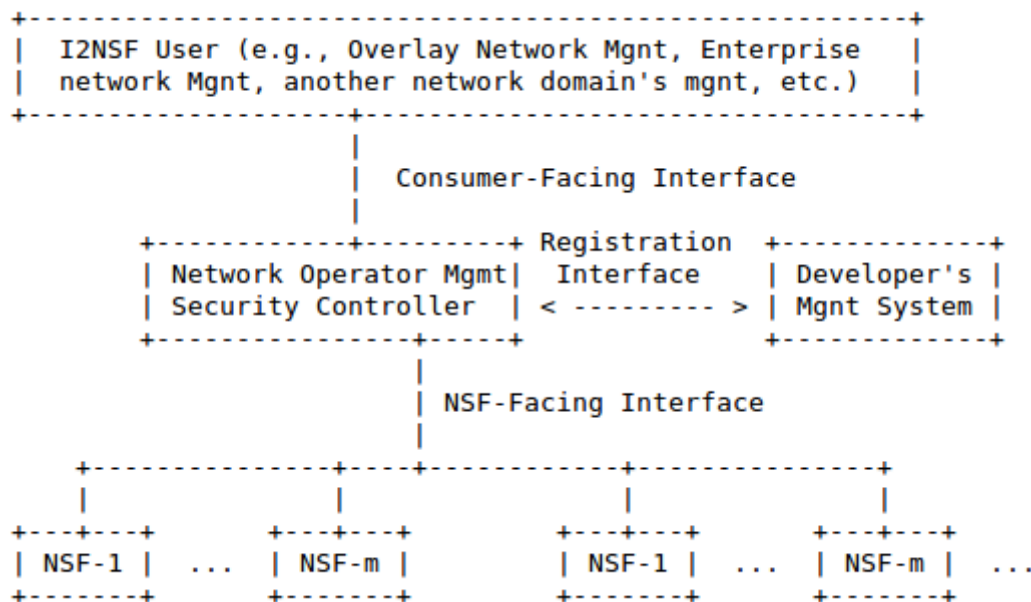 I2NSF User (e.g., Overlay Network Mgnt, Enterprise
network Mgnt, another network domain's mgnt, etc.)
Consumer-Facing Interface
Registration
Network Operator Mgmt Interface Developer's
Security Controller < --------- > Mgnt System
NSF-Facing Interface
NSF-1 ... NSF-m NSF-1 ... NSF-m ...